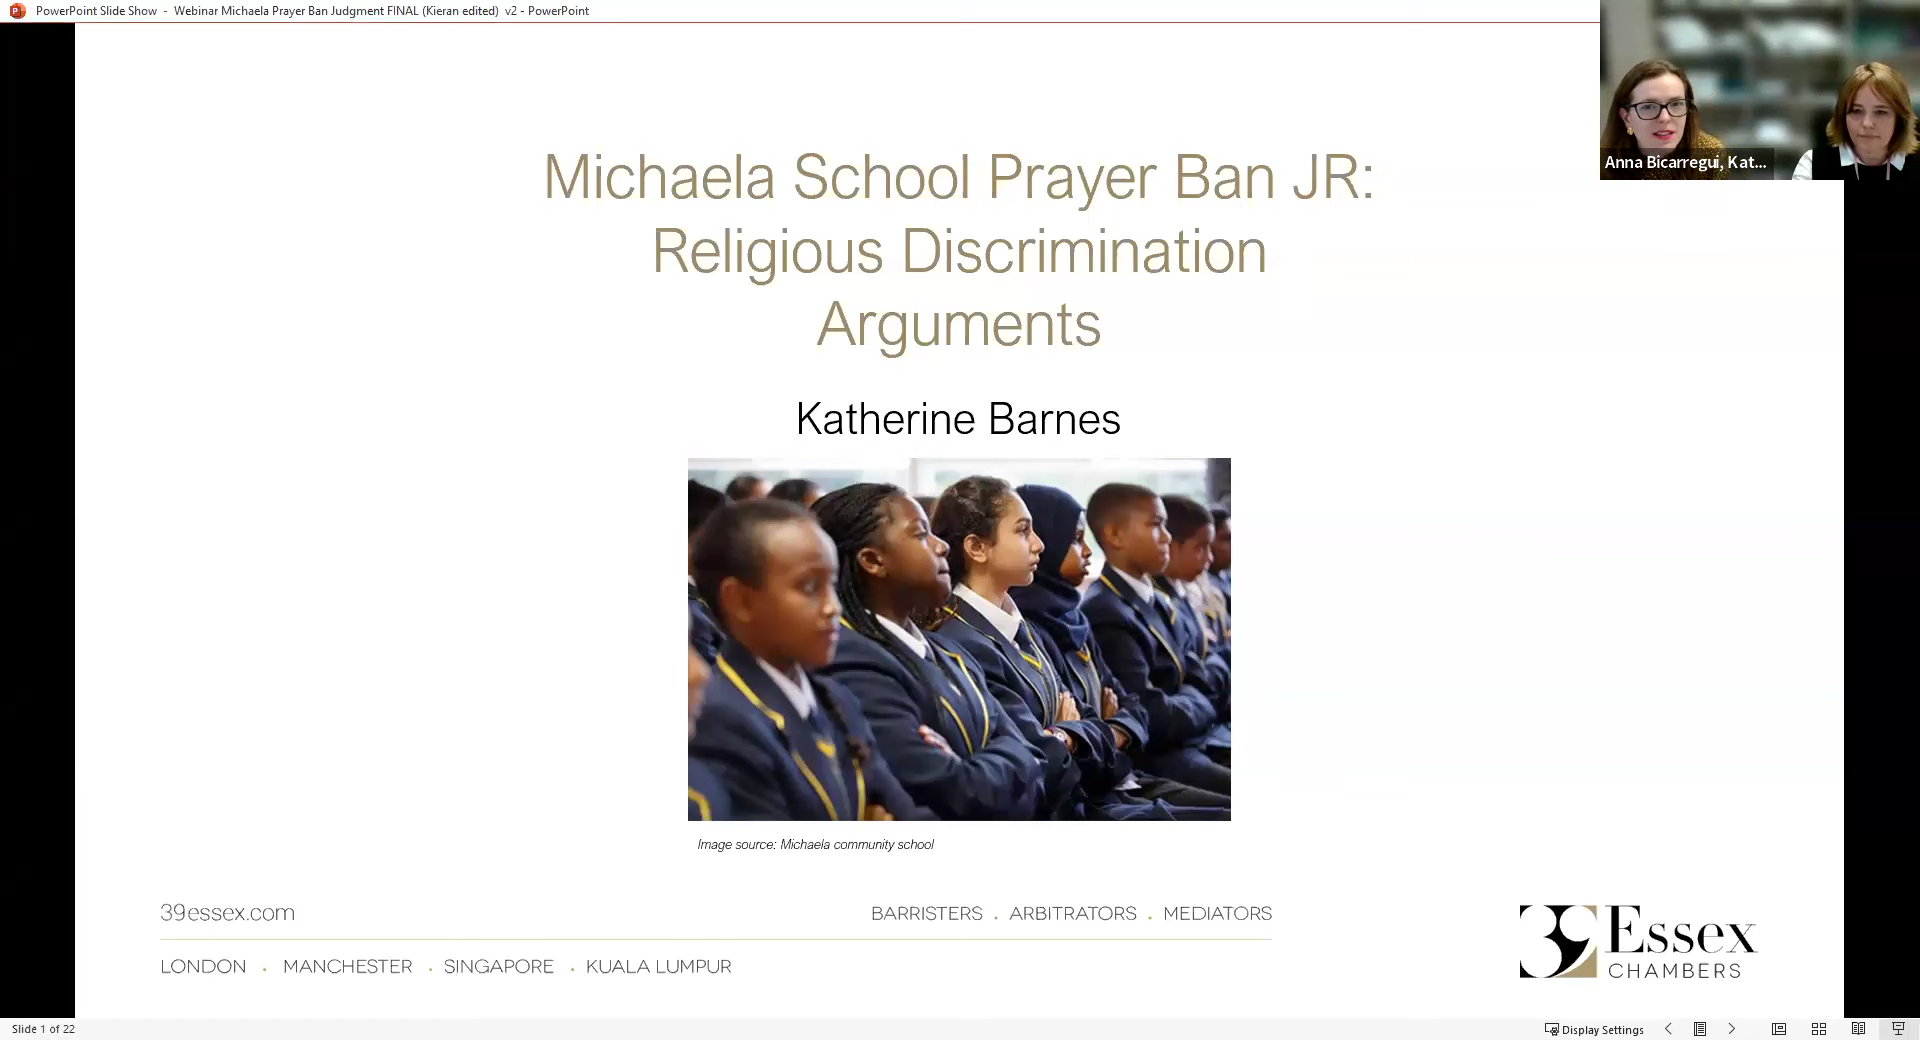 PowerPoint Slide Show - Webinar Michaela Prayer Ban Judgment FINAL (Kieran edited) v2 - PowerPoint
Anna Bicarregui, Kat...
Michaela School Prayer Ban JR:
Religious Discrimination
Arguments
Katherine Barnes
Image source: Michaela community school
39essex.com
BARRISTERS . ARBITRATORS . MEDIATORS
LONDON . MANCHESTER . SINGAPORE . KUALA LUMPUR
39 Essex
CHAMBERS
Slide 1 of 22
Display Settings